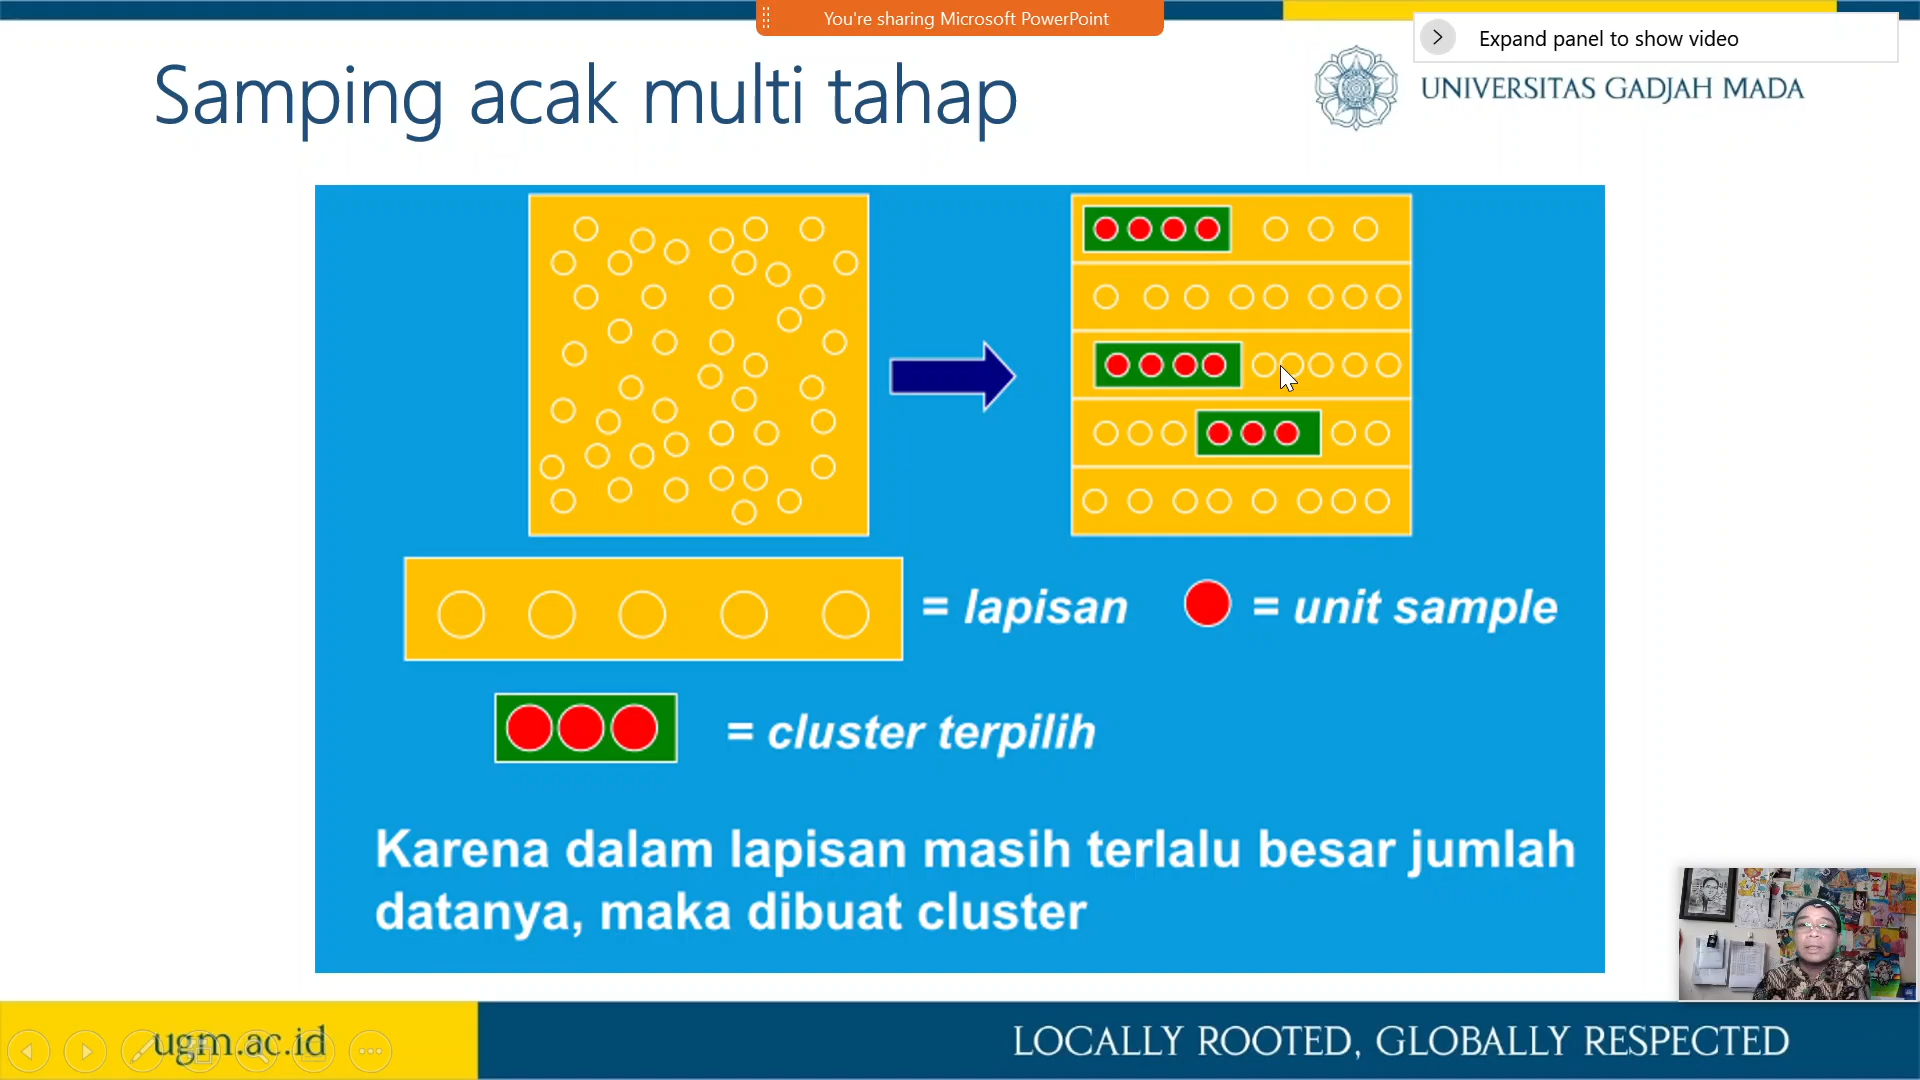 You're sharing Microsoft PowerPoint
Expand panel to show video
Samping acak multi tahap
UNIVERSITAS GADJAH MADA
= lapisan
= unit sample
= cluster terpilih
Karena dalam lapisan masih terlalu besar jumlah
datanya, maka dibuat cluster
ugm.ac.id
LOCALLY ROOTED, GLOBALLY RESPECTED